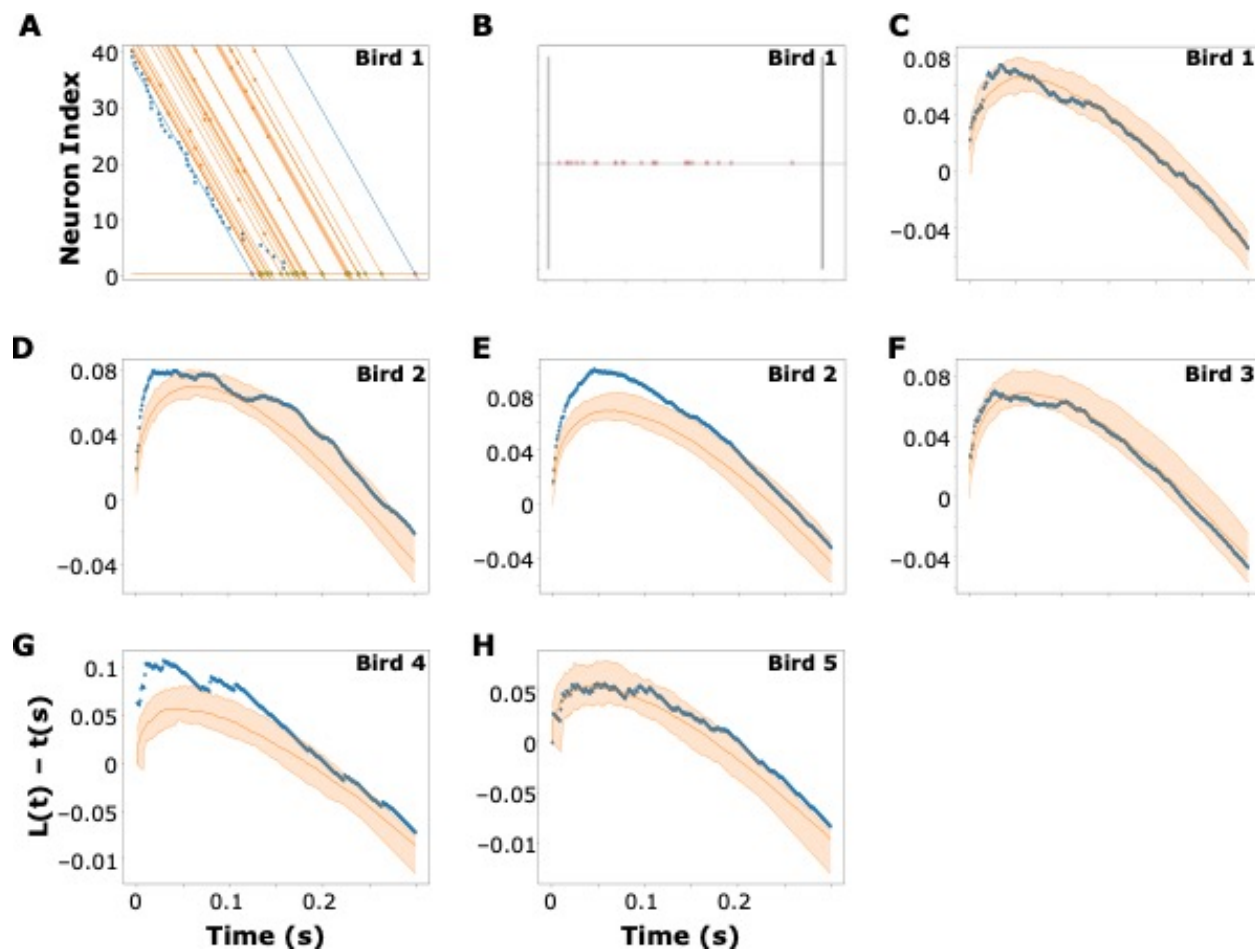 A
Bird 1
Neuron Index
40
30
20
10
0
B
Bird 1
C
Bird 1
0.08
0.04
0
−0.04
D
Bird 2
0.08
0.04
0
−0.04
E
Bird 2
0.08
0.04
0
−0.04
F
Bird 3
0.08
0.04
0
−0.04
G
Bird 4
L(t) − t(s)
0.1
0.05
0
−0.05
−0.01
0
0.1
0.2
Time (s)
H
Bird 5
0.05
0
−0.05
−0.01
0
0.1
0.2
Time (s)